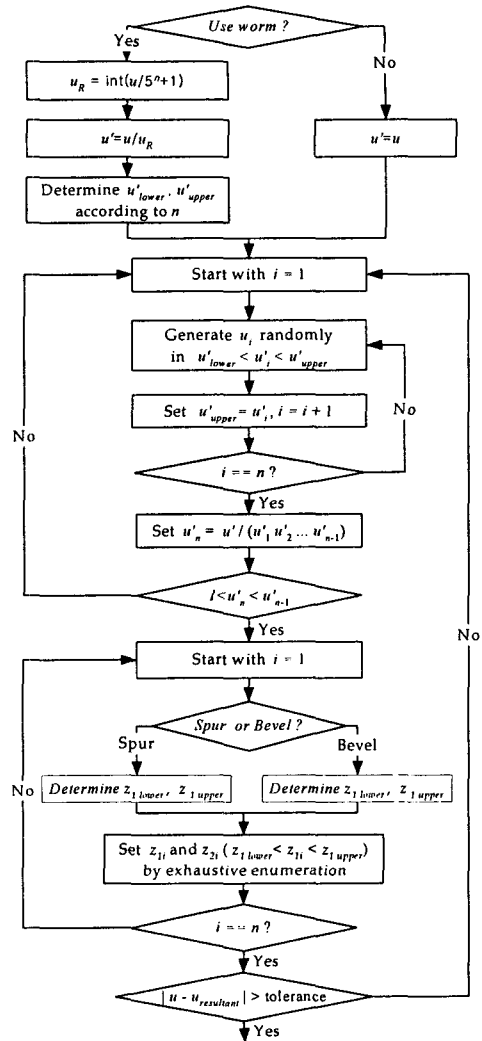 Use worm ?
Yes
No
u_R = int(u/5^n+1)
u'=u/u_R
u'=u
Determine u'_lower , u'_upper
according to n
Start with i = 1
Generate u_i randomly
in u'_lower < u'_i < u'_upper
Set u'_upper = u'_i, i = i + 1
No
No
i == n ?
Yes
Set u'_n = u' / (u'_1 u'_2 ... u'_n-1)
l < u'_n < u'_n-1
Yes
No
Start with i = 1
Spur or Bevel ?
Spur
Bevel
No
Determine z_1 lower, z_1 upper
Determine z_1 lower, z_1 upper
Set z_1i and z_2i ( z_1 lower < z_1i < z_1 upper)
by exhaustive enumeration
i == n ?
Yes
| u - u_resultant | > tolerance
Yes